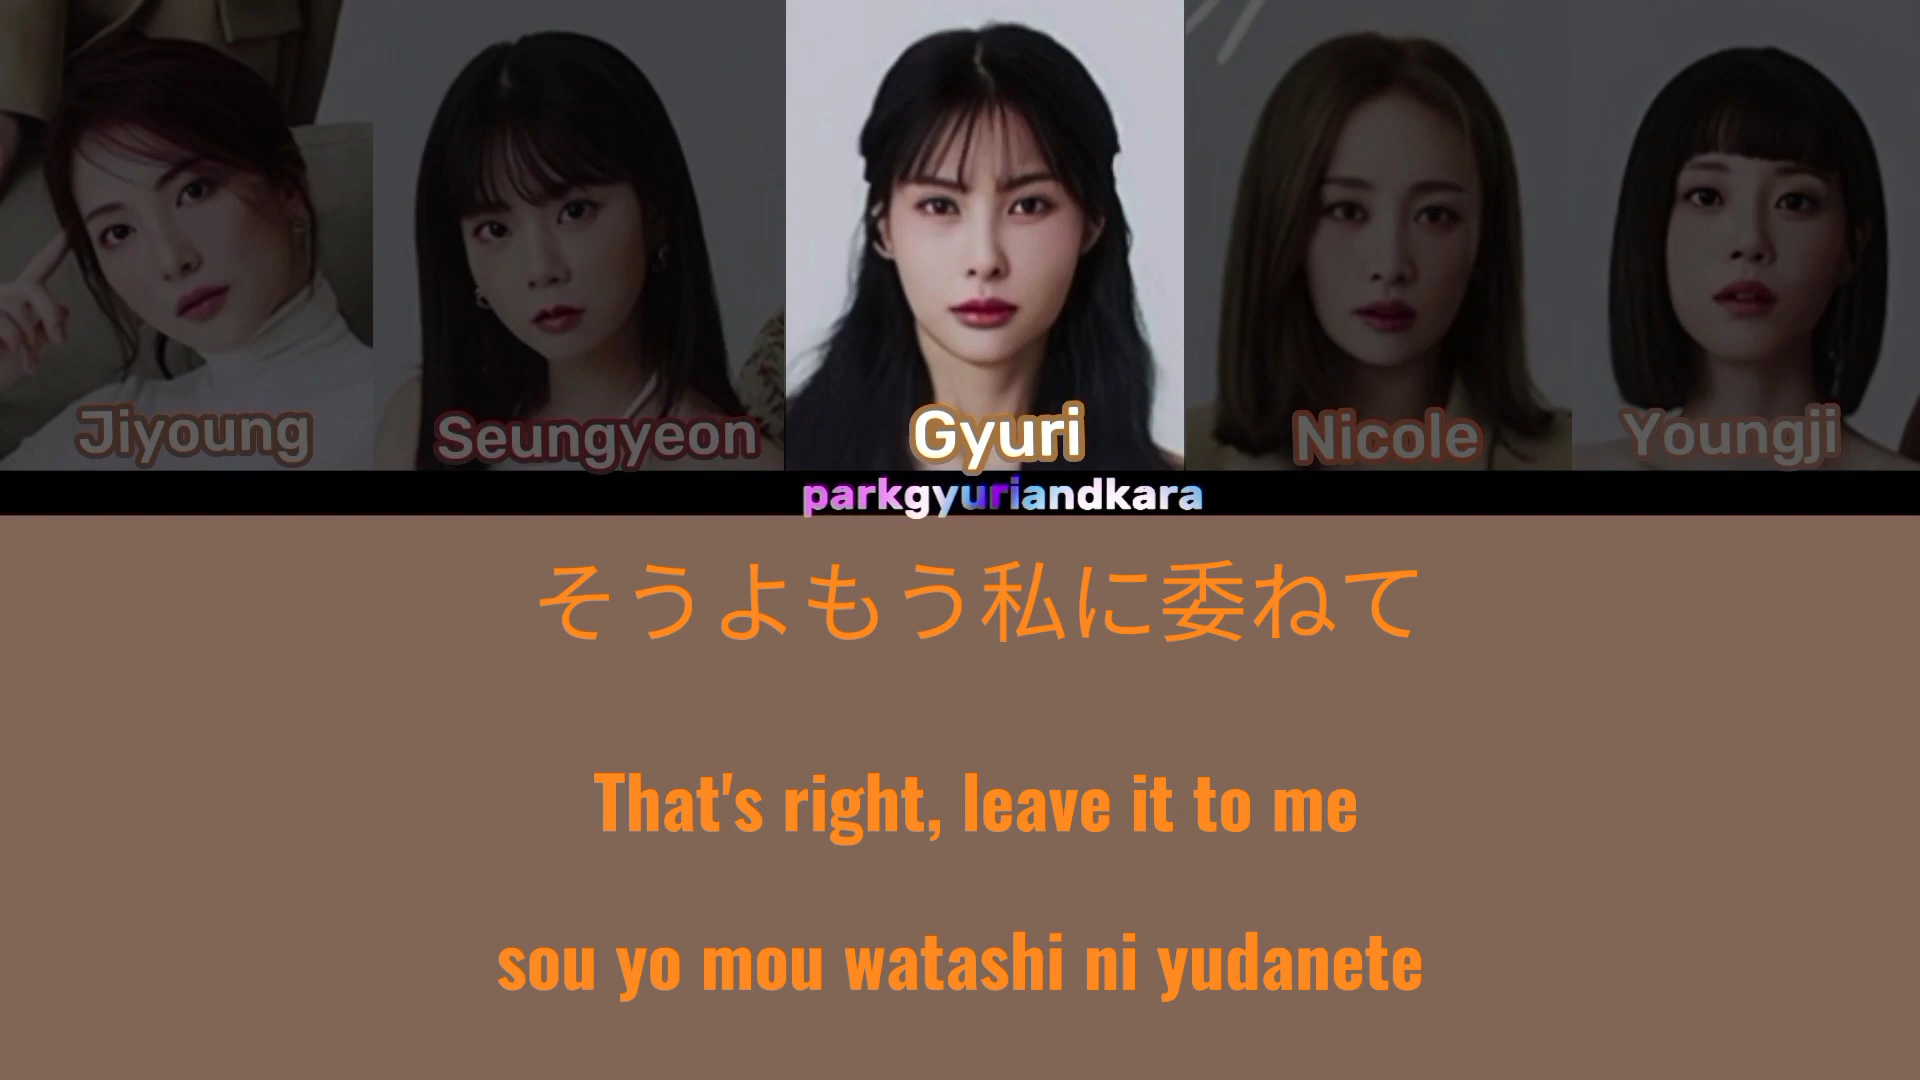 Jiyoung
Seungyeon
Gyuri
Nicole
Youngji
parkgyuriandkara
そうよもう私に委ねて
That's right, leave it to me
sou yo mou watashi ni yudanete